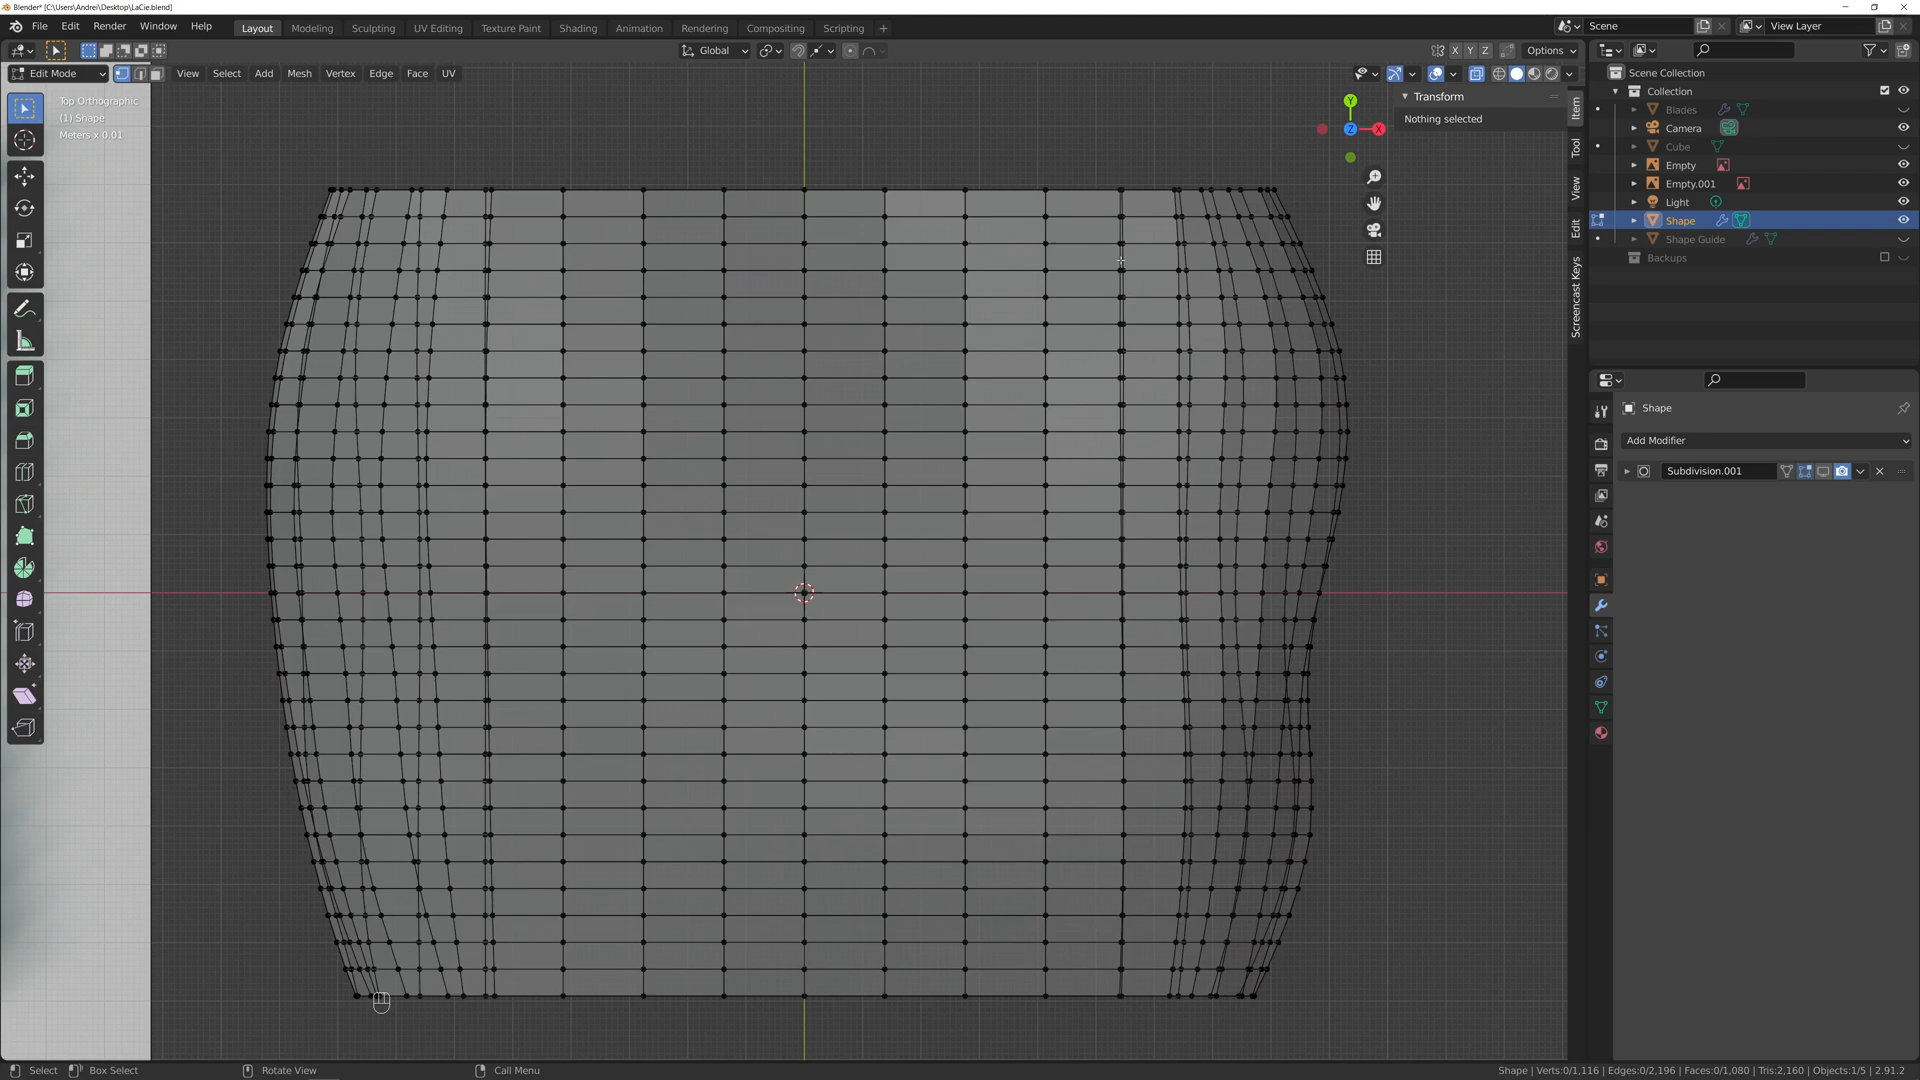 Blender* [C:\Users\Andrei\Desktop\LaCie.blend]
File Edit Render Window Help
Layout Modeling Sculpting UV Editing Texture Paint Shading Animation Rendering Compositing Scripting +
Scene
View Layer
Global
X Y Z
Options
Edit Mode
View Select Add Mesh Vertex Edge Face UV
Top Orthographic
(1) Shape
Meters x 0.01
Y
Z
X
Transform
Nothing selected
Item
Tool
View
Edit
Screencast Keys
Scene Collection
Collection
Blades
Camera
Cube
Empty
Empty.001
Light
Shape
Shape Guide
Backups
Shape
Add Modifier
Subdivision.001
Select
Box Select
Rotate View
Call Menu
Shape | Verts:0/1,116 | Edges:0/2,196 | Faces:0/1,080 | Tris:2,160 | Objects:1/5 | 2.91.2